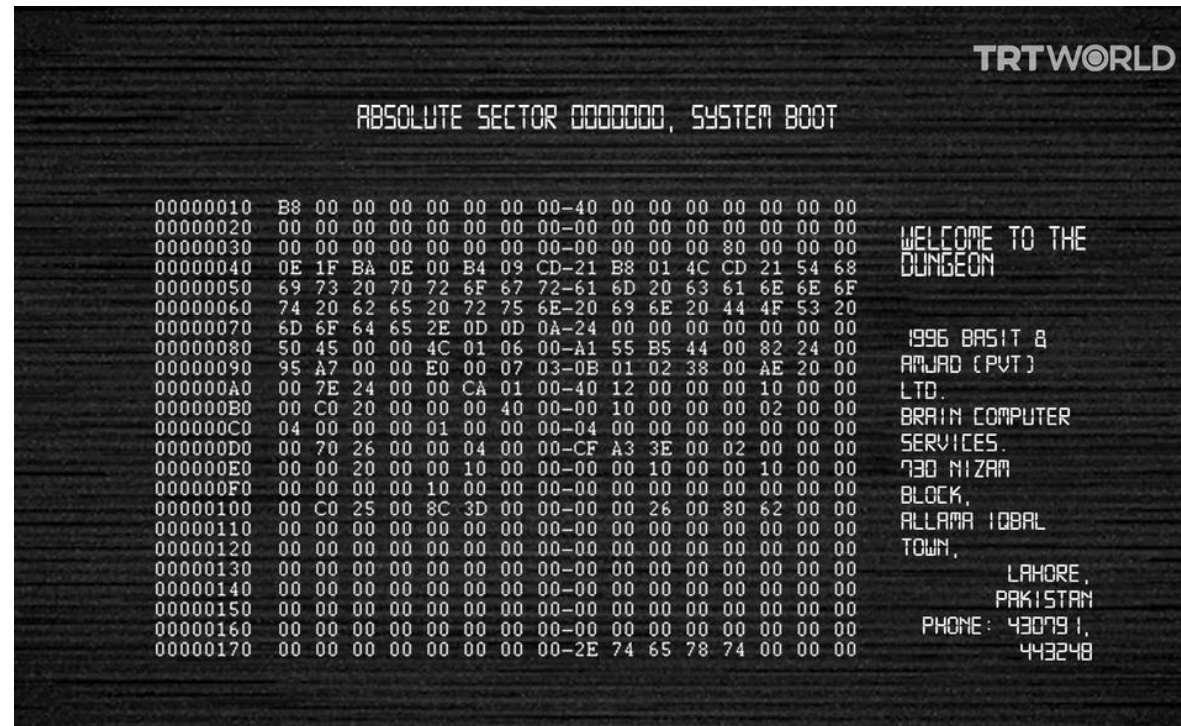 TRTWORLD
ABSOLUTE SECTOR 0000000, SYSTEM BOOT
00000010 B8 00 00 00 00 00 00 00-40 00 00 00 00 00 00 00
00000020 00 00 00 00 00 00 00 00-00 00 00 00 00 00 00 00
00000030 00 00 00 00 00 00 00 00-00 00 00 00 80 00 00 00
00000040 0E 1F BA 0E 00 B4 09 CD-21 B8 01 4C CD 21 54 68
00000050 69 73 20 70 72 6F 67 72-61 6D 20 63 61 6E 6E 6F
00000060 74 20 62 65 20 72 75 6E-20 69 6E 20 44 4F 53 20
00000070 6D 6F 64 65 2E 0D 0D 0A-24 00 00 00 00 00 00 00
00000080 50 45 00 00 4C 01 06 00-A1 55 B5 44 00 82 24 00
00000090 95 A7 00 00 E0 00 07 03-0B 01 02 38 00 AE 20 00
000000A0 00 7E 24 00 00 CA 01 00-40 12 00 00 00 10 00 00
000000B0 00 C0 20 00 00 00 40 00-00 10 00 00 00 02 00 00
000000C0 04 00 00 00 01 00 00 00-04 00 00 00 00 00 00 00
000000D0 00 70 26 00 00 04 00 00-CF A3 3E 00 02 00 00 00
000000E0 00 00 20 00 00 10 00 00-00 00 10 00 00 10 00 00
000000F0 00 00 00 00 10 00 00 00-00 00 00 00 00 00 00 00
00000100 00 C0 25 00 8C 3D 00 00-00 00 26 00 80 62 00 00
00000110 00 00 00 00 00 00 00 00-00 00 00 00 00 00 00 00
00000120 00 00 00 00 00 00 00 00-00 00 00 00 00 00 00 00
00000130 00 00 00 00 00 00 00 00-00 00 00 00 00 00 00 00
00000140 00 00 00 00 00 00 00 00-00 00 00 00 00 00 00 00
00000150 00 00 00 00 00 00 00 00-00 00 00 00 00 00 00 00
00000160 00 00 00 00 00 00 00 00-00 00 00 00 00 00 00 00
00000170 00 00 00 00 00 00 00 00-2E 74 65 78 74 00 00 00
WELCOME TO THE
DUNGEON
1996 BASIT &
AMJAD (PVT)
LTD.
BRAIN COMPUTER
SERVICES.
730 NIZAM
BLOCK,
ALLAMA IQBAL
TOWN,
LAHORE,
PAKISTAN
PHONE: 430791,
443248